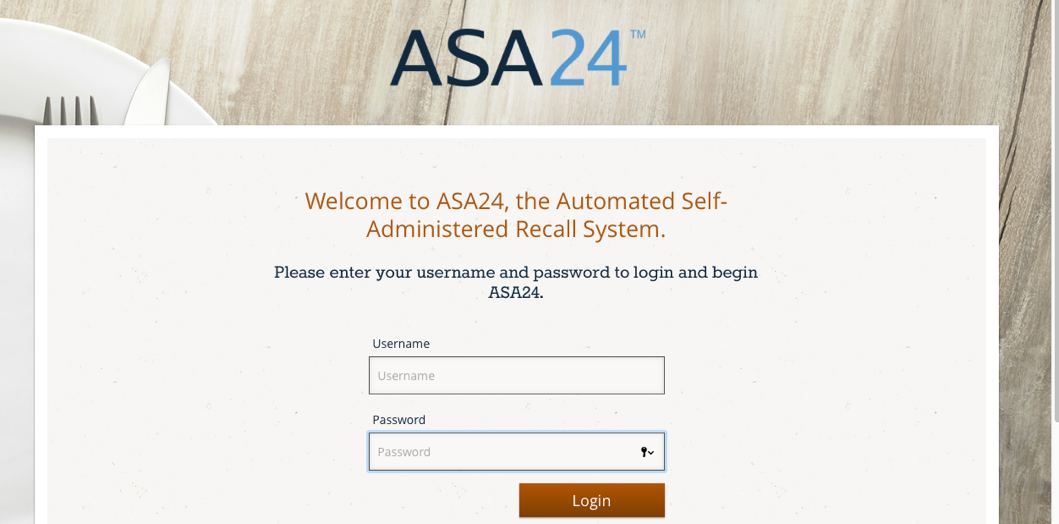 ASA24™
Welcome to ASA24, the Automated Self-
Administered Recall System.
Please enter your username and password to login and begin
ASA24.
Username
Username
Password
Password
Login